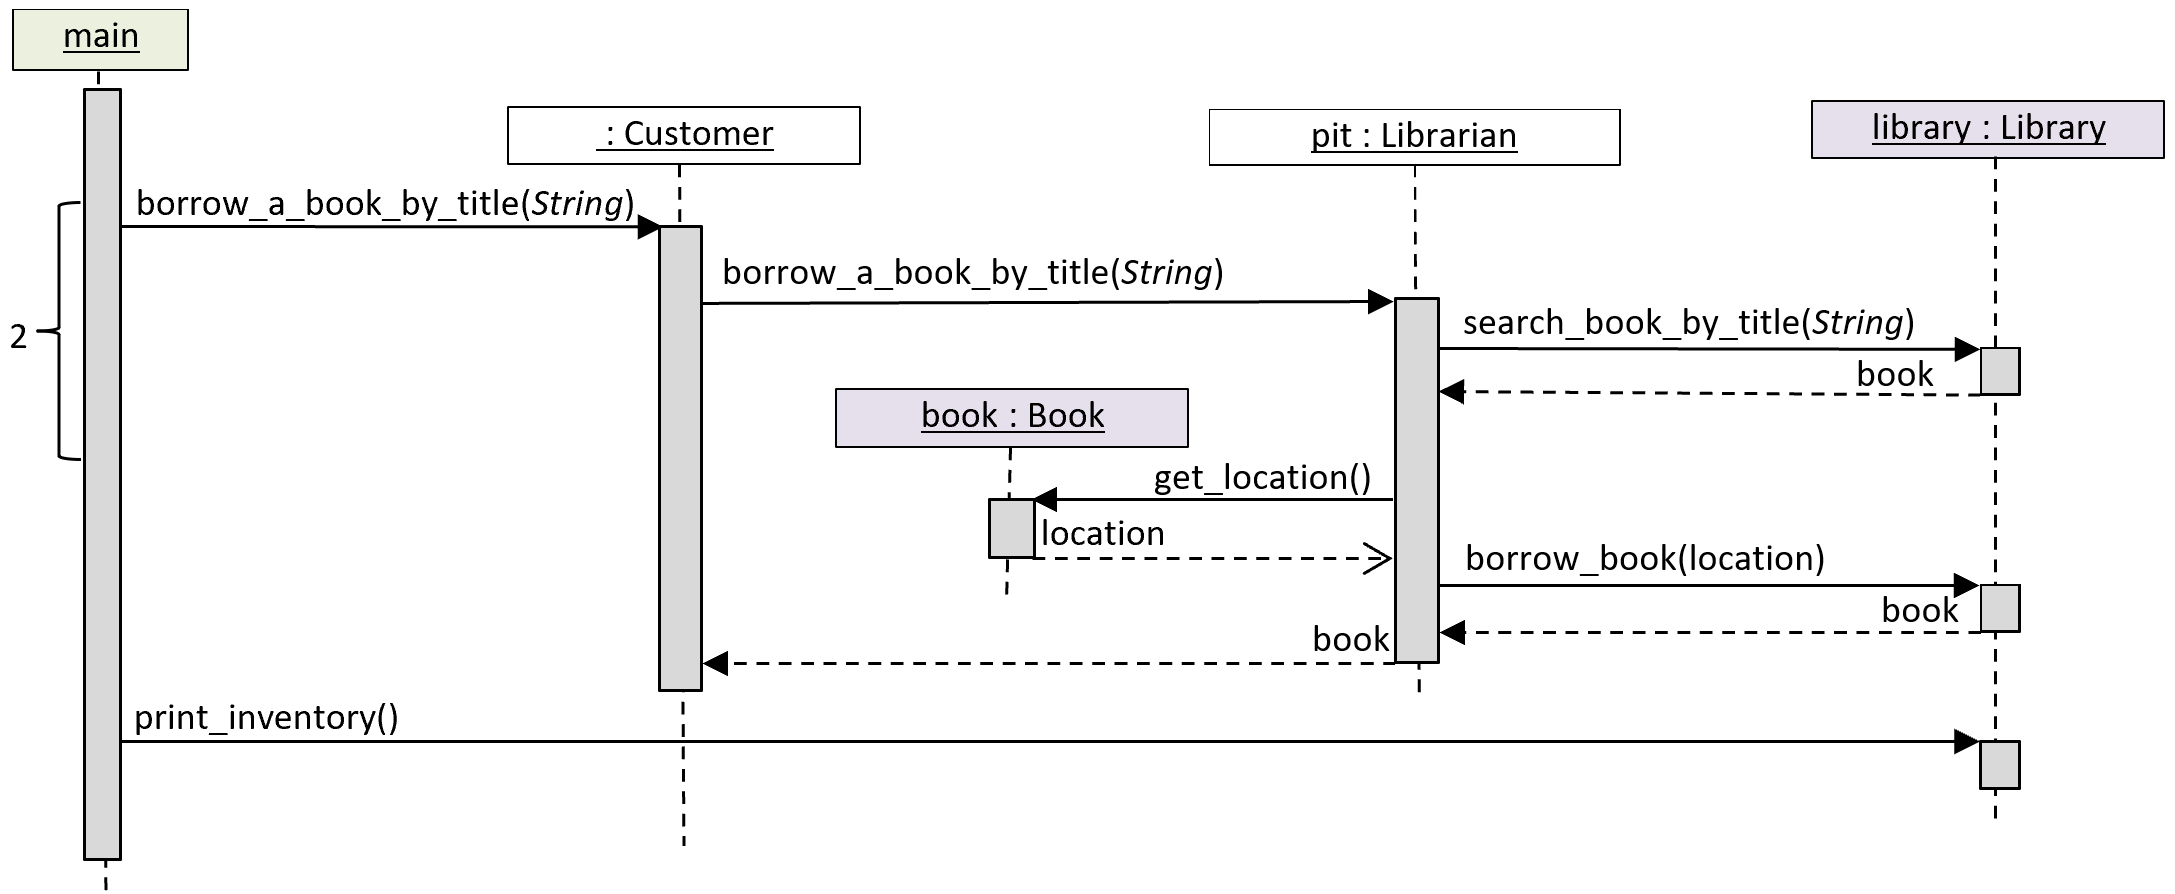 main
: Customer
pit : Librarian
library : Library
borrow_a_book_by_title(String)
borrow_a_book_by_title(String)
search_book_by_title(String)
2
book
book : Book
get_location()
location
borrow_book(location)
book
book
print_inventory()